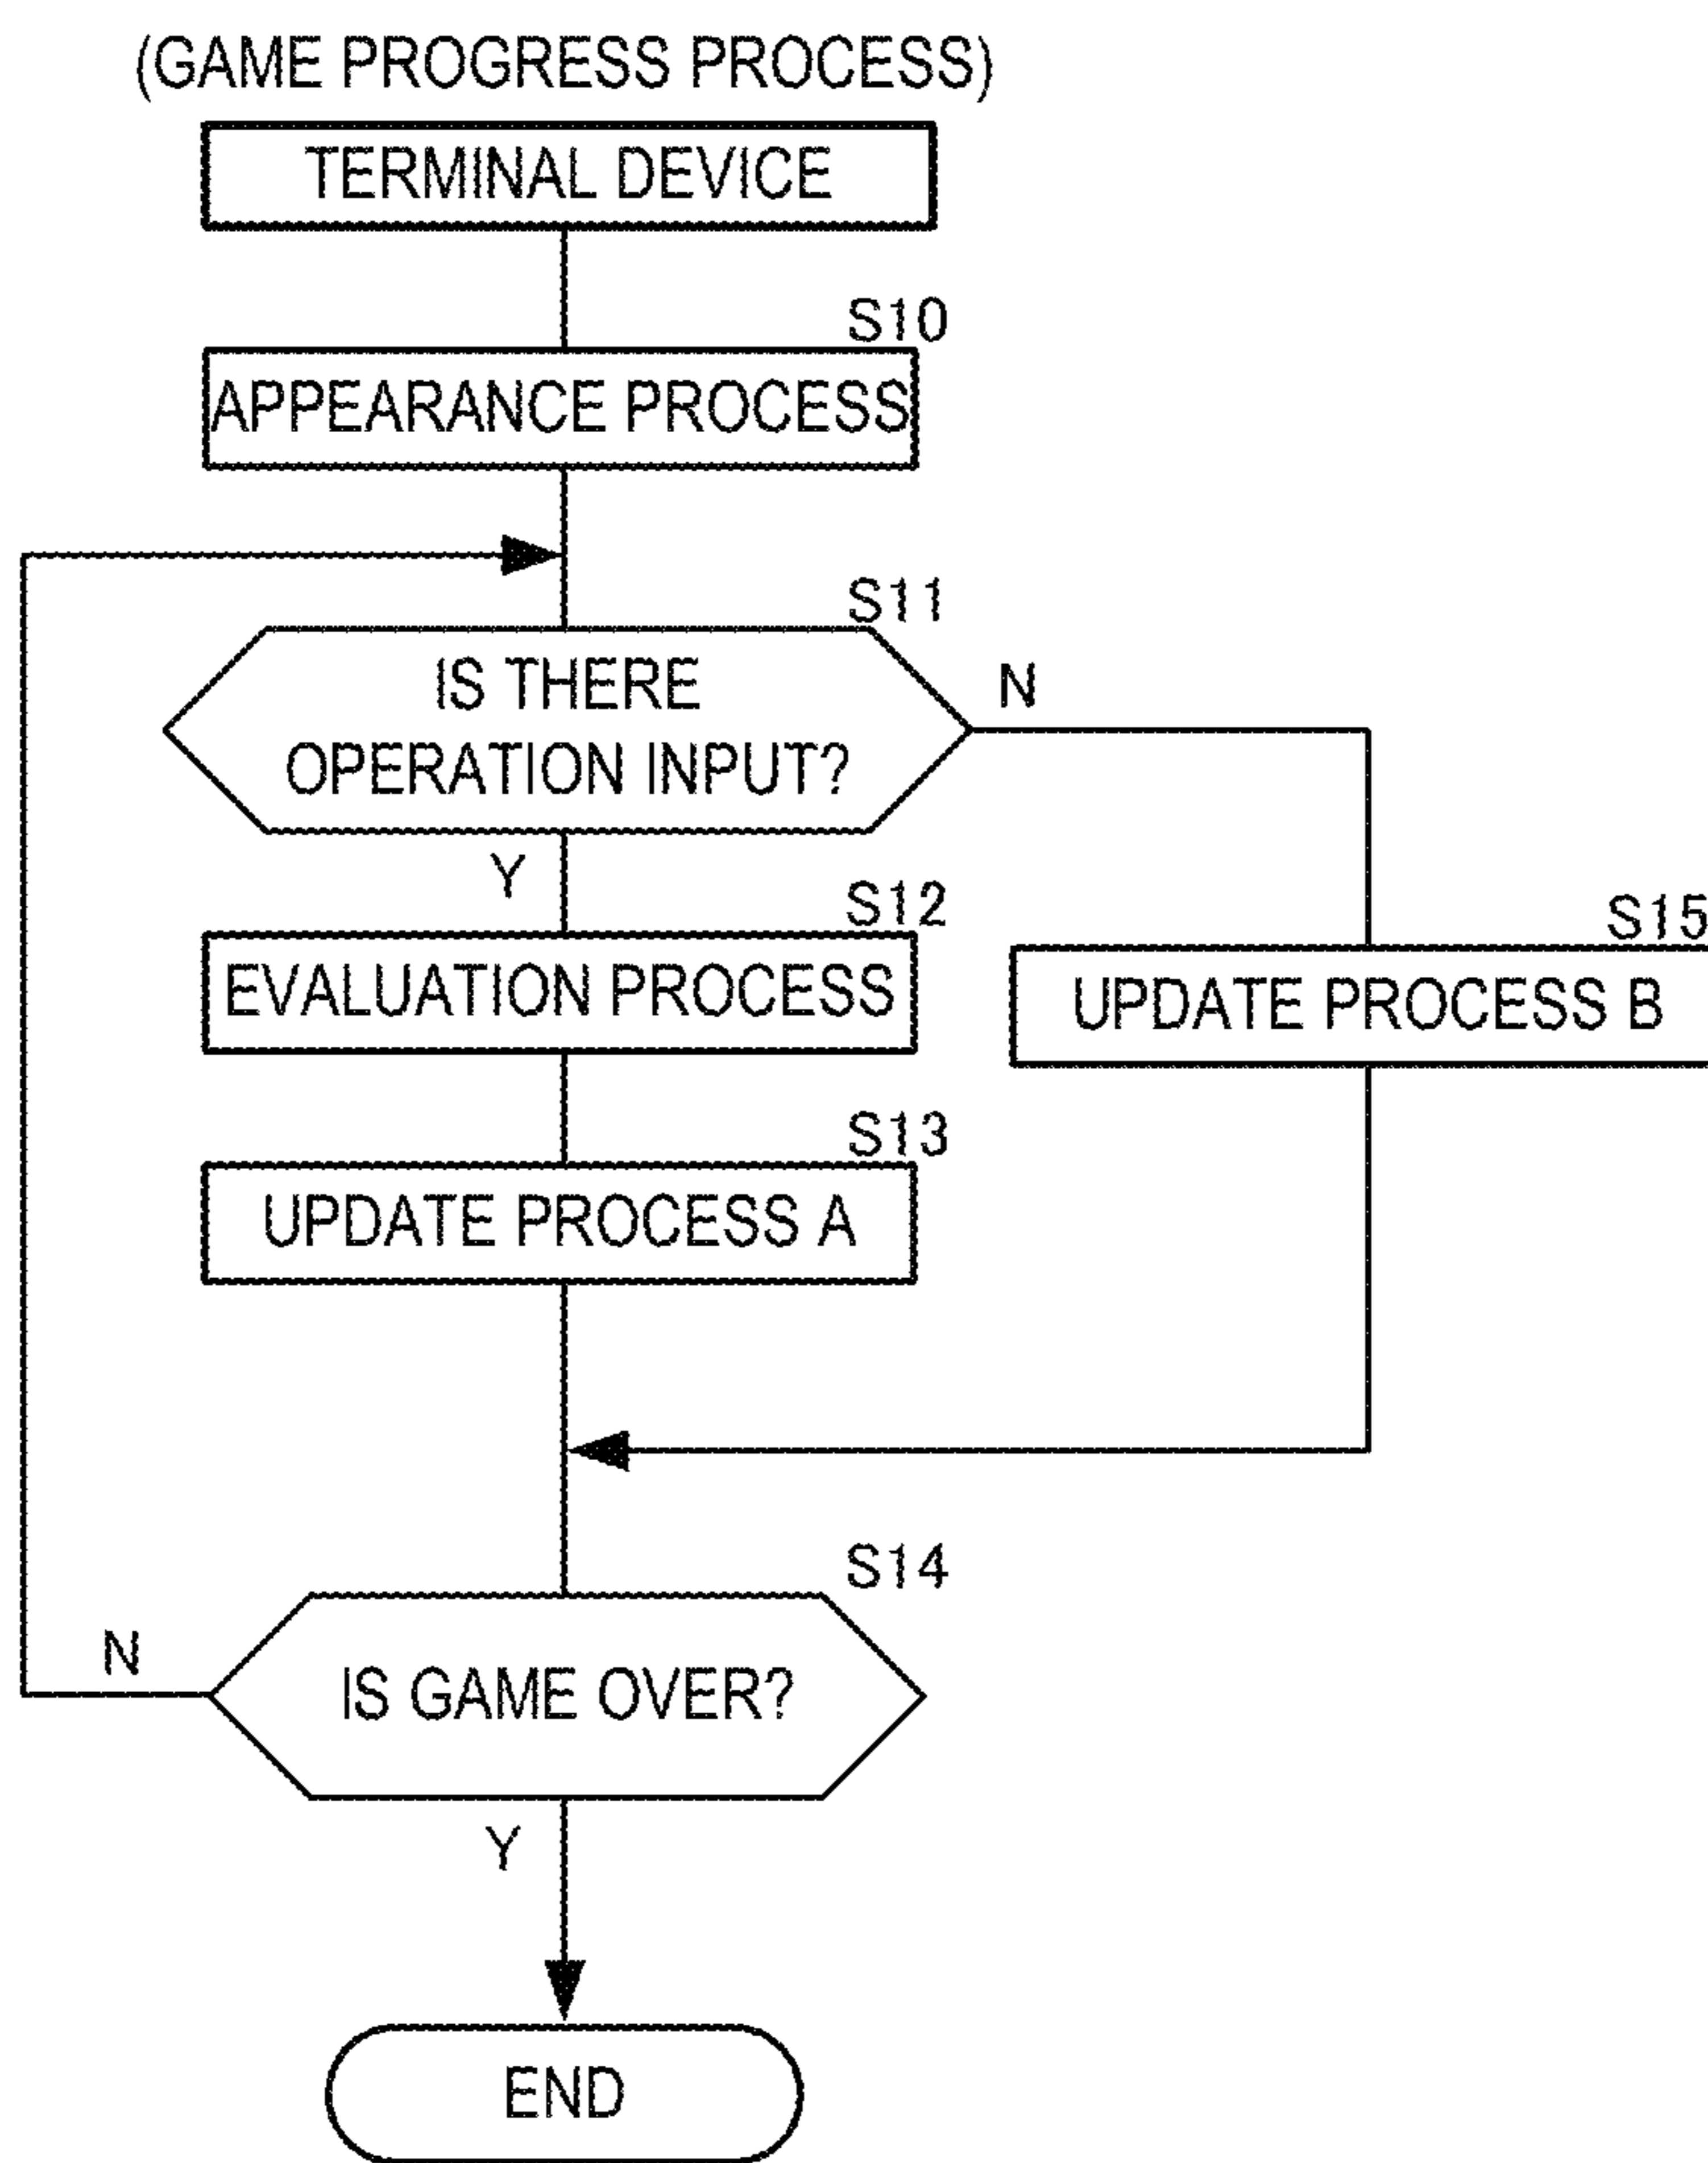 (GAME PROGRESS PROCESS)
TERMINAL DEVICE
S10
APPEARANCE PROCESS
S11
IS THERE
OPERATION INPUT?
N
Y
S12
EVALUATION PROCESS
S15
UPDATE PROCESS B
S13
UPDATE PROCESS A
S14
IS GAME OVER?
N
Y
END